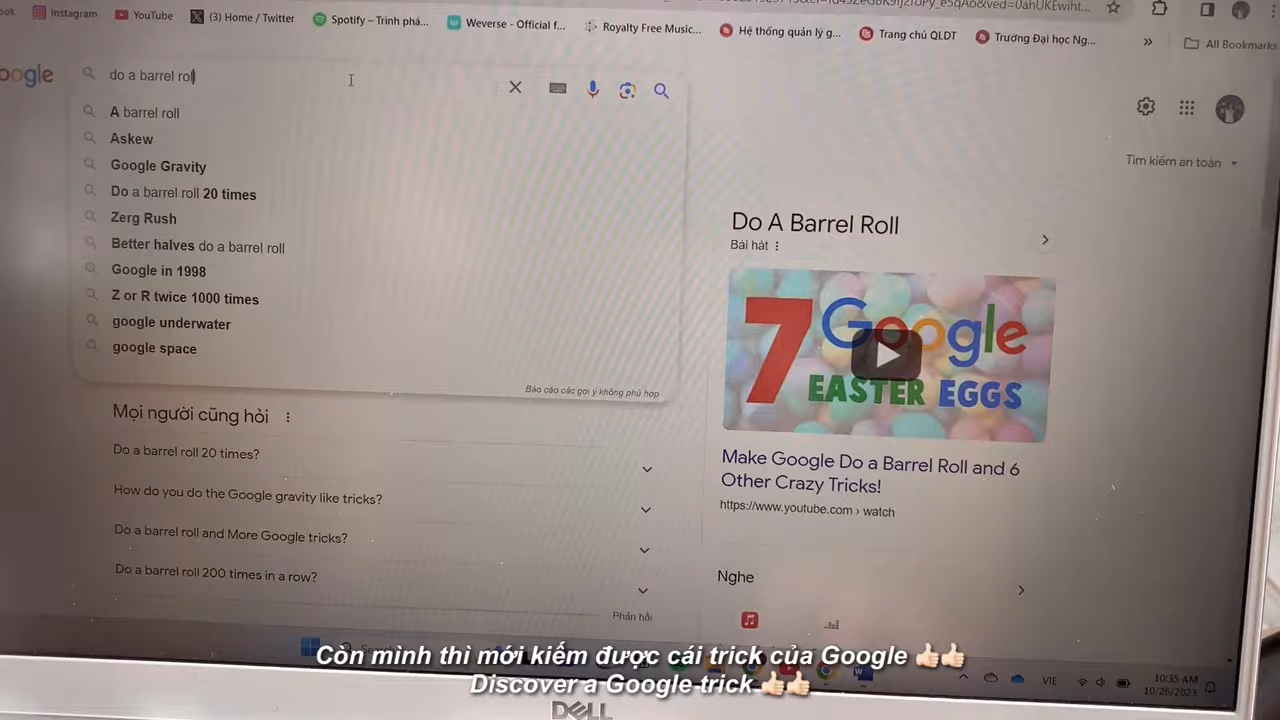 ook Instagram YouTube (3) Home / Twitter Spotify – Trình phá... Weverse - Official f... Royalty Free Music... Hệ thống quản lý g... Trang chủ QLDT Trường Đại học Ng... » All Bookmarks
oogle
do a barrel roll
A barrel roll
Askew
Google Gravity
Do a barrel roll 20 times
Zerg Rush
Better halves do a barrel roll
Google in 1998
Z or R twice 1000 times
google underwater
google space
Báo cáo các gợi ý không phù hợp
Mọi người cũng hỏi
Do a barrel roll 20 times?
How do you do the Google gravity like tricks?
Do a barrel roll and More Google tricks?
Do a barrel roll 200 times in a row?
Phản hồi
Tìm kiếm an toàn
Do A Barrel Roll
Bài hát
7 Google
EASTER EGGS
Make Google Do a Barrel Roll and 6
Other Crazy Tricks!
https://www.youtube.com › watch
Nghe
VIE
10:35 AM
10/26/2023
Còn mình thì mới kiếm được cái trick của Google 👍🏻👍🏻
Discover a Google trick 👍🏻👍🏻
DELL